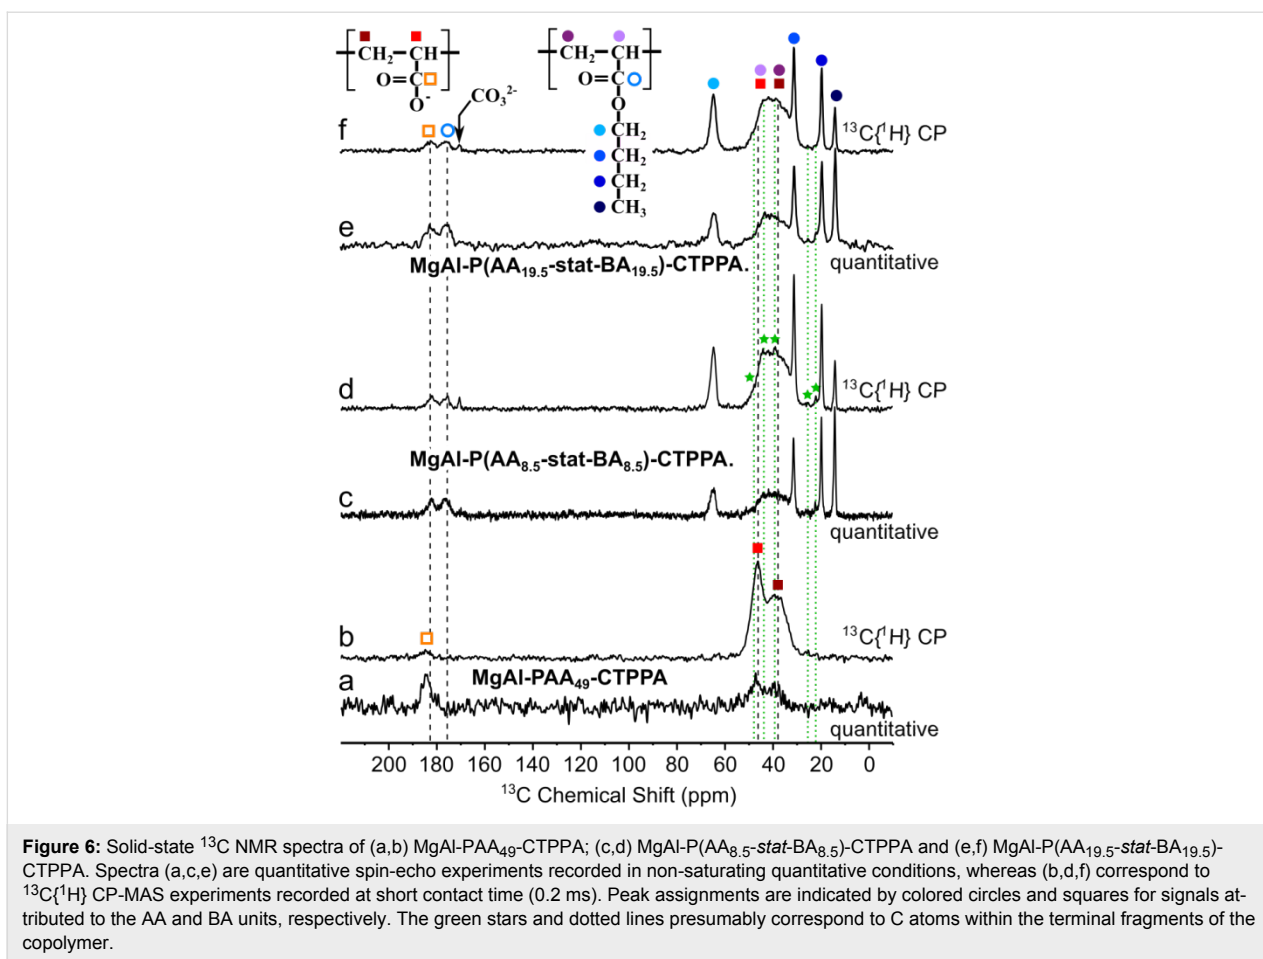 CH₂ CH CH₂ CH
O=C O=C
O⁻ CO₃²⁻ O
f CH₂ ¹³C{¹H} CP
CH₂
CH₂
CH₃
e
MgAl-P(AA₁₉.₅-stat-BA₁₉.₅)-CTPPA. quantitative
d ¹³C{¹H} CP
MgAl-P(AA₈.₅-stat-BA₈.₅)-CTPPA.
c
quantitative
b ¹³C{¹H} CP
a MgAl-PAA₄₉-CTPPA
quantitative
200 180 160 140 120 100 80 60 40 20 0
¹³C Chemical Shift (ppm)
Figure 6: Solid-state ¹³C NMR spectra of (a,b) MgAl-PAA₄₉-CTPPA; (c,d) MgAl-P(AA₈.₅-stat-BA₈.₅)-CTPPA and (e,f) MgAl-P(AA₁₉.₅-stat-BA₁₉.₅)-
CTPPA. Spectra (a,c,e) are quantitative spin-echo experiments recorded in non-saturating quantitative conditions, whereas (b,d,f) correspond to
¹³C{¹H} CP-MAS experiments recorded at short contact time (0.2 ms). Peak assignments are indicated by colored circles and squares for signals at-
tributed to the AA and BA units, respectively. The green stars and dotted lines presumably correspond to C atoms within the terminal fragments of the
copolymer.